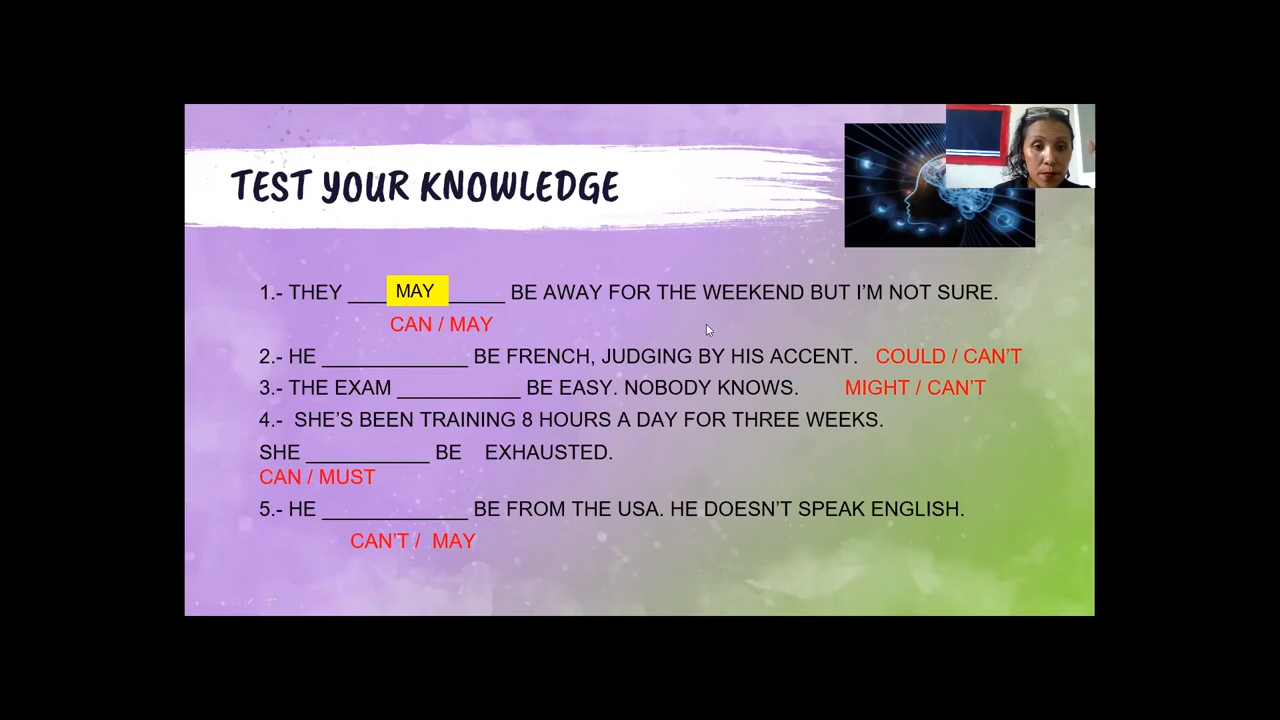 TEST YOUR KNOWLEDGE
1.- THEY ____MAY______ BE AWAY FOR THE WEEKEND BUT I'M NOT SURE.
CAN / MAY
2.- HE _____________ BE FRENCH, JUDGING BY HIS ACCENT. COULD / CAN'T
3.- THE EXAM ___________ BE EASY. NOBODY KNOWS. MIGHT / CAN'T
4.- SHE'S BEEN TRAINING 8 HOURS A DAY FOR THREE WEEKS.
SHE ___________ BE EXHAUSTED.
CAN / MUST
5.- HE _____________ BE FROM THE USA. HE DOESN'T SPEAK ENGLISH.
CAN'T / MAY